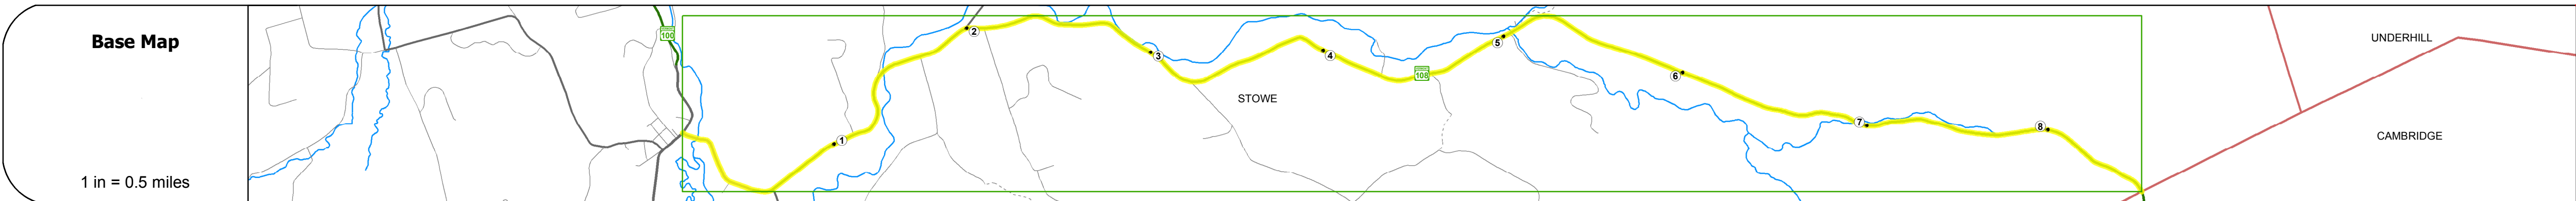 Base Map
1 in = 0.5 miles
100
1
2
3
4
STOWE
108
5
6
7
8
UNDERHILL
CAMBRIDGE